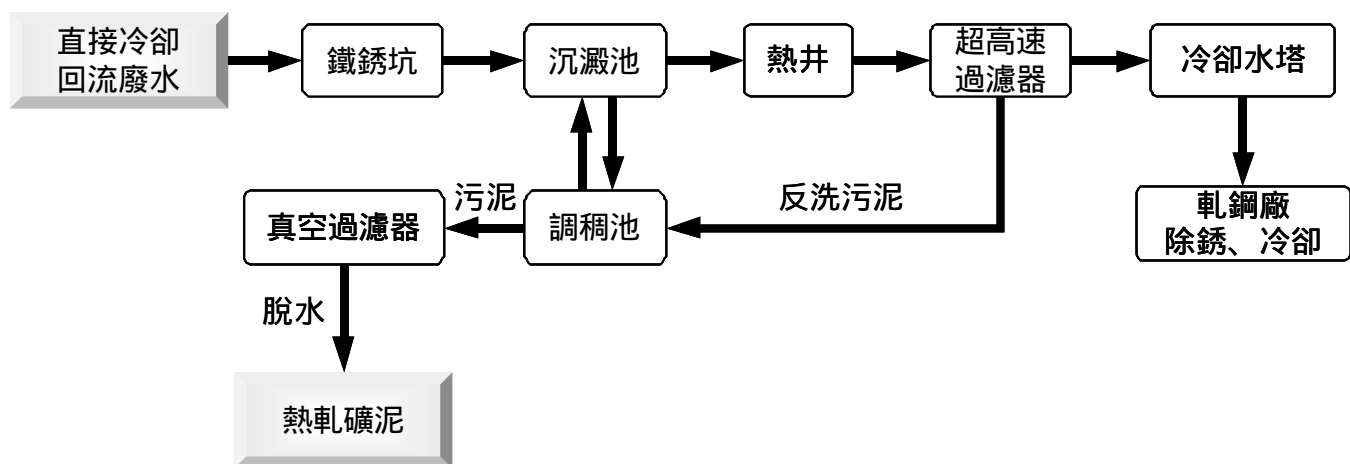 直接冷卻
回流廢水
鐵銹坑
沉澱池
熱井
超高速
過濾器
冷卻水塔
真空過濾器
污泥
調稠池
反洗污泥
軋鋼廠
除銹、冷卻
脫水
熱軋礦泥